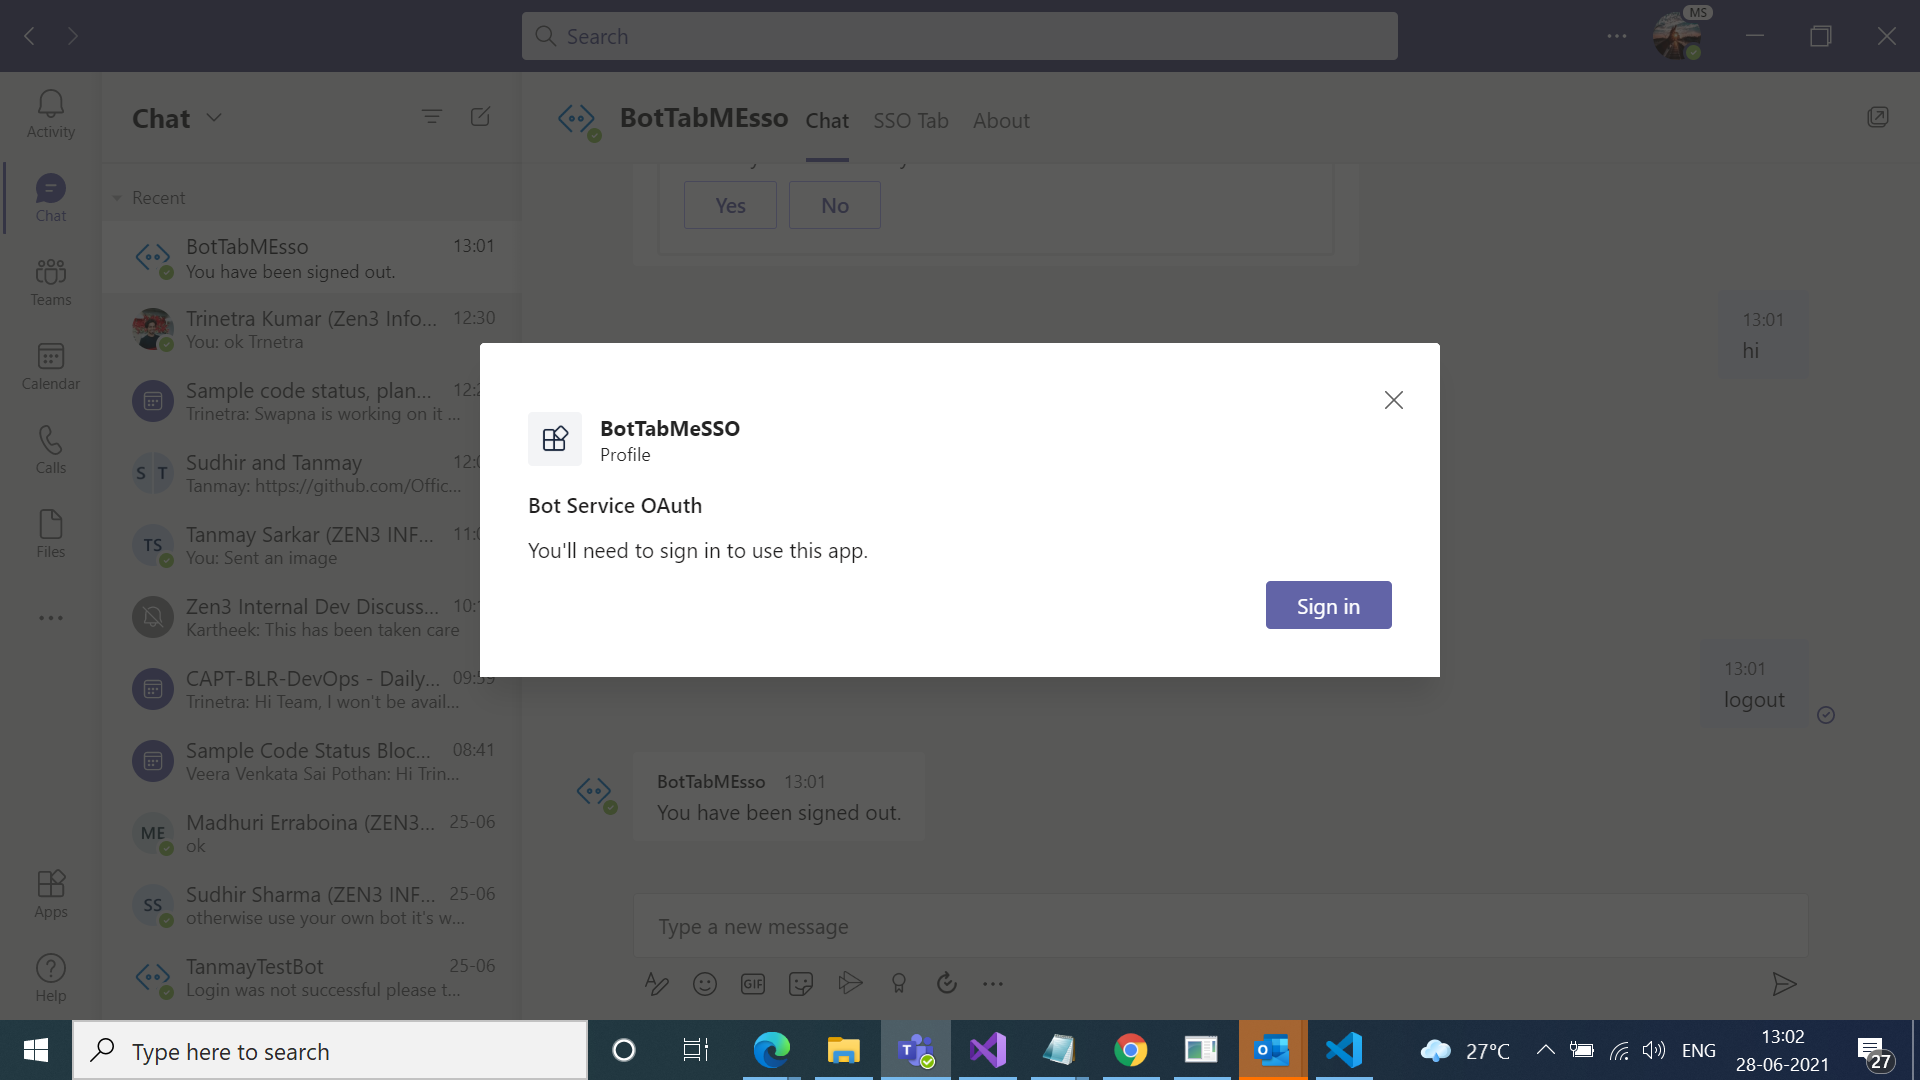 Search
MS
Activity
Chat
Teams
Calendar
Calls
Files
Apps
Help
Chat
Recent
BotTabMEsso 13:01
You have been signed out.
Trinetra Kumar (Zen3 Info... 12:30
You: ok Trnetra
Sample code status, plan... 12:2
Trinetra: Swapna is working on it ...
Sudhir and Tanmay 12:0
S T
Tanmay: https://github.com/Offic...
Tanmay Sarkar (ZEN3 INF... 11:0
TS
You: Sent an image
Zen3 Internal Dev Discuss... 10:1
Kartheek: This has been taken care
CAPT-BLR-DevOps - Daily... 09:59
Trinetra: Hi Team, I won't be avail...
Sample Code Status Bloc... 08:41
Veera Venkata Sai Pothan: Hi Trin...
Madhuri Erraboina (ZEN3... 25-06
ME
ok
Sudhir Sharma (ZEN3 INF... 25-06
SS
otherwise use your own bot it's w...
TanmayTestBot 25-06
Login was not successful please t...
BotTabMEsso Chat SSO Tab About
Yes No
13:01
hi
BotTabMeSSO
Profile
Bot Service OAuth
You'll need to sign in to use this app.
Sign in
13:01
logout
BotTabMEsso 13:01
You have been signed out.
Type a new message
GIF
Type here to search
27°C
ENG
13:02
28-06-2021
27